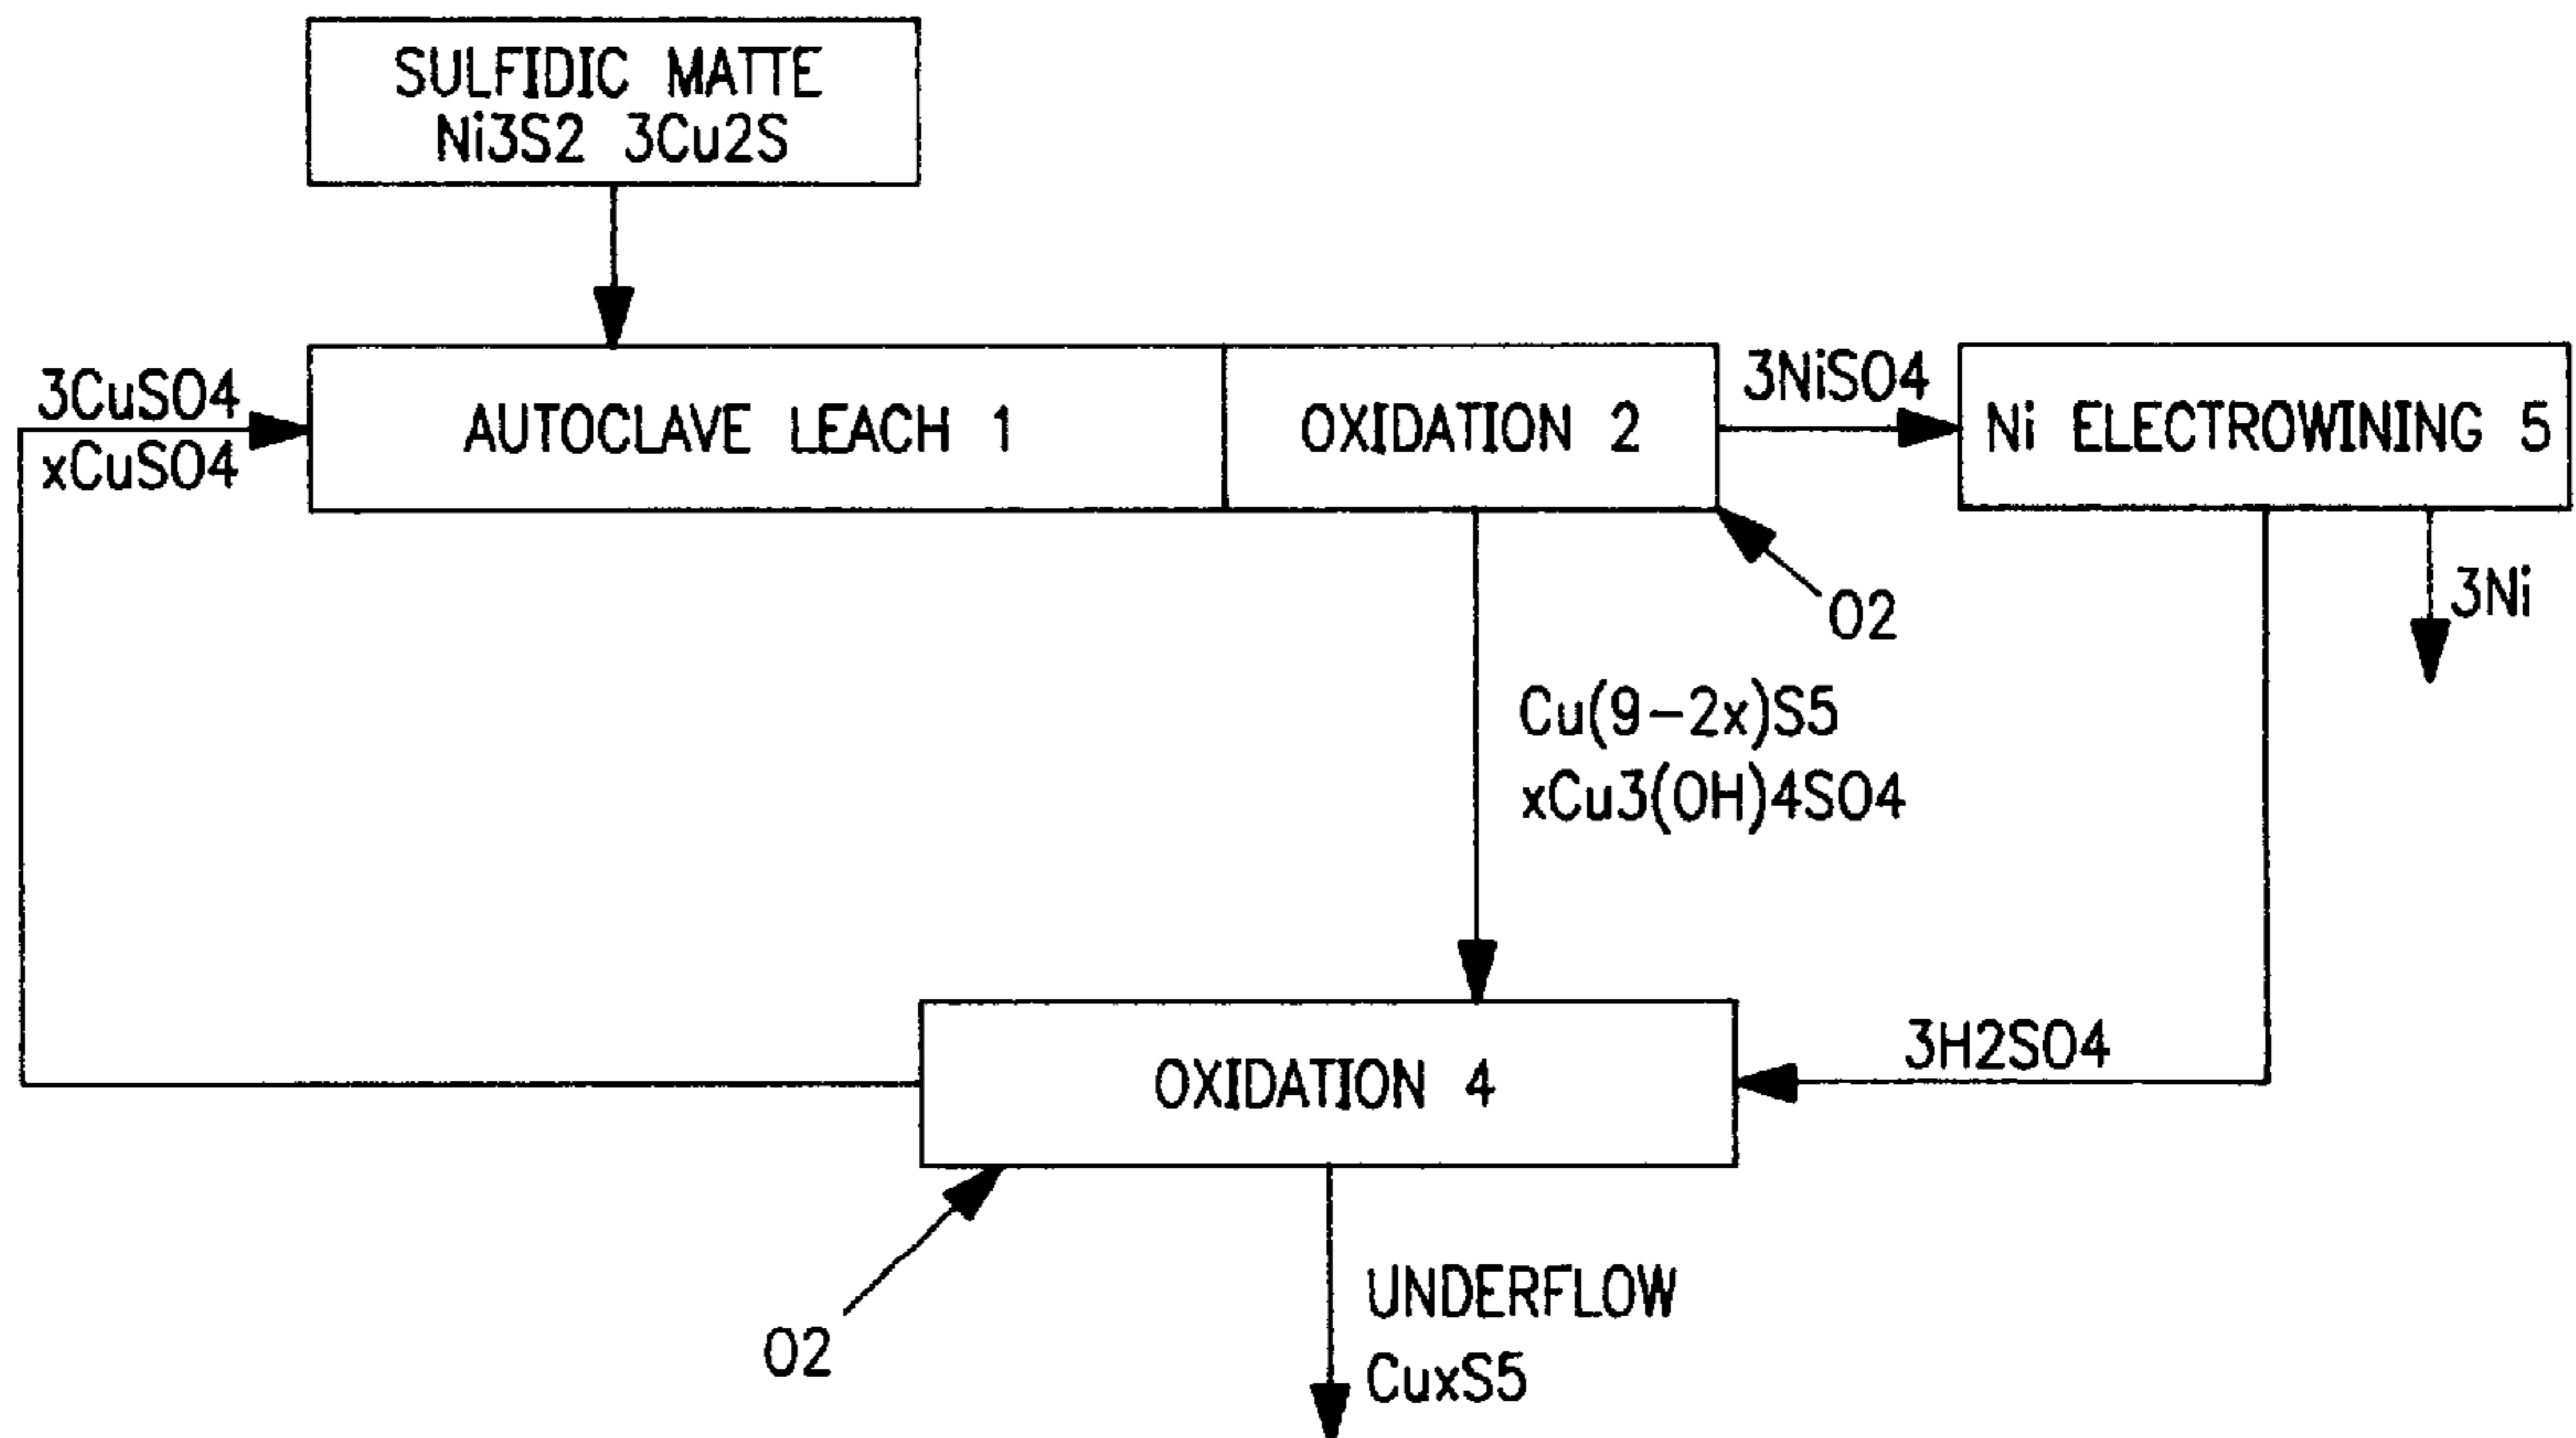 SULFIDIC MATTE
Ni3S2 3Cu2S
3CuSO4
xCuSO4
AUTOCLAVE LEACH 1
OXIDATION 2
3NiSO4
Ni ELECTROWINING 5
O2
3Ni
Cu(9-2x)S5
xCu3(OH)4SO4
OXIDATION 4
3H2SO4
O2
UNDERFLOW
CuxS5